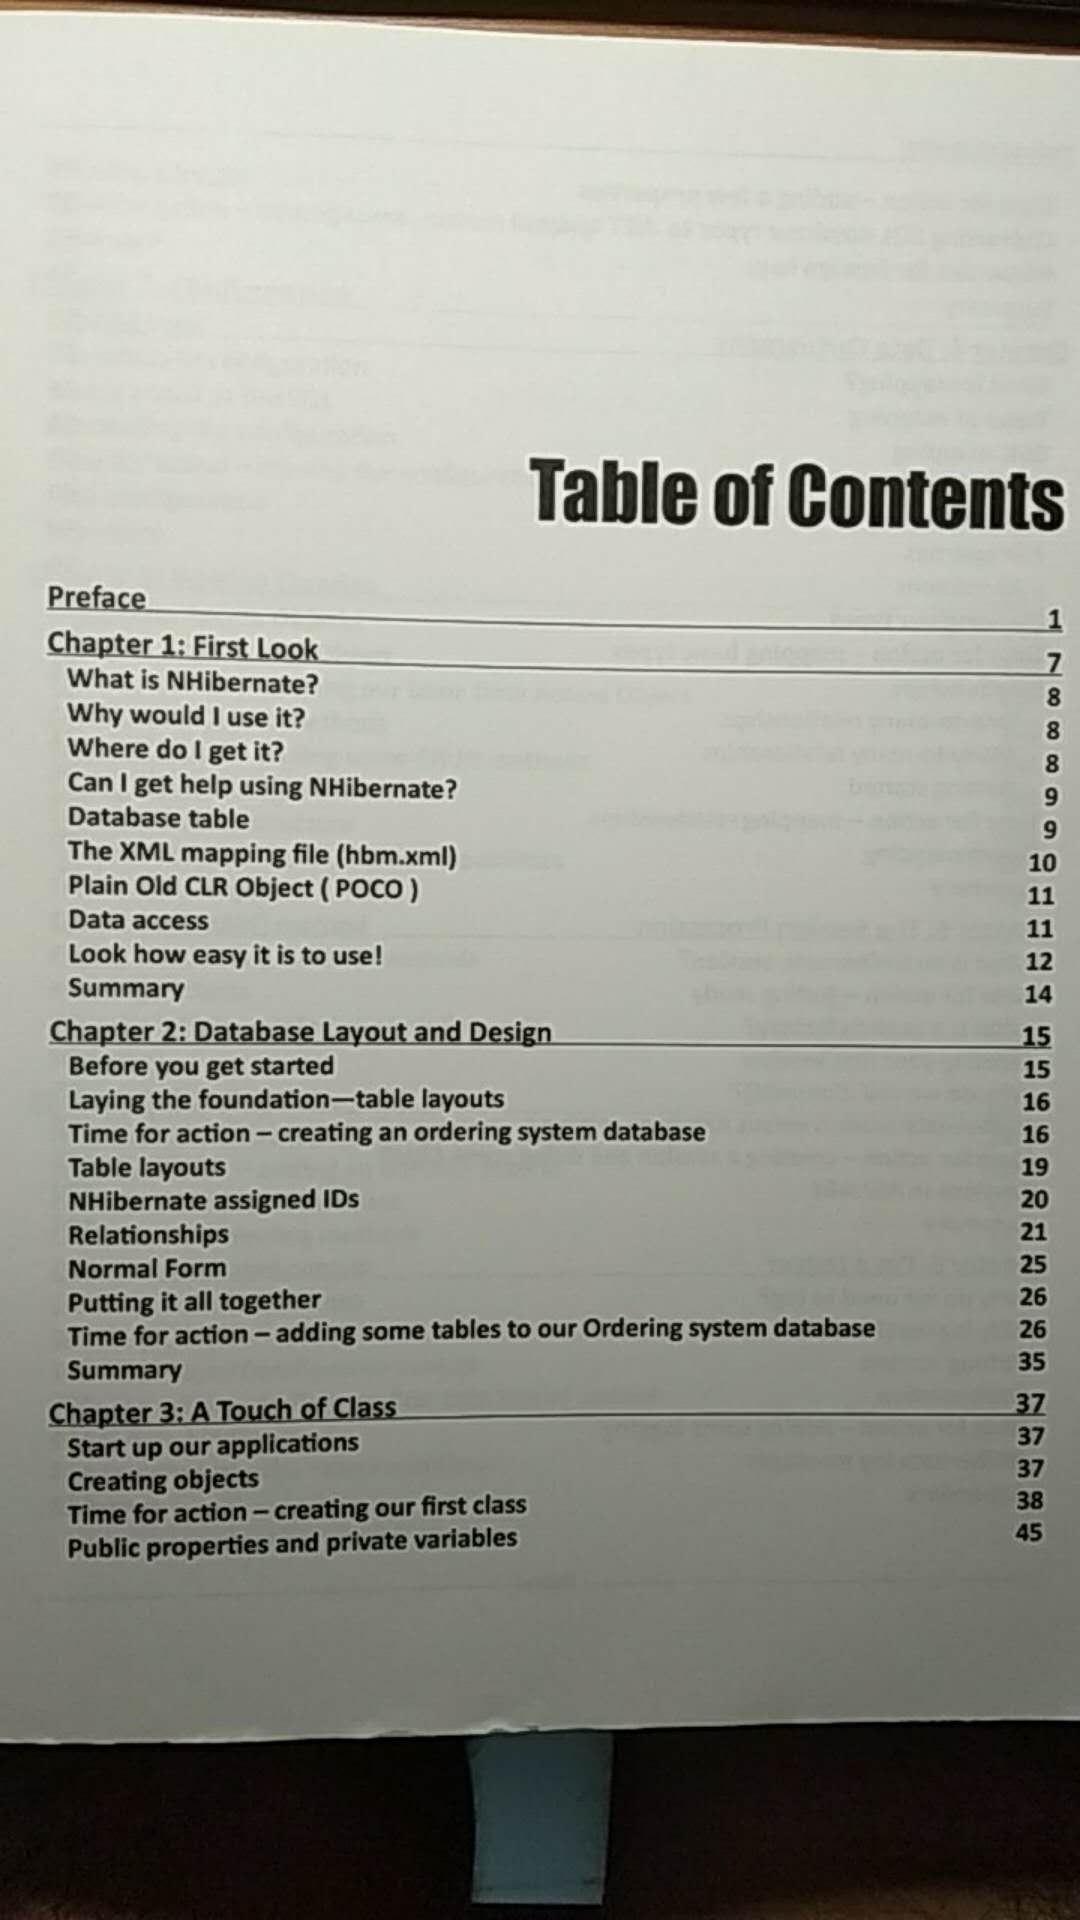 Table of Contents
Preface 1
Chapter 1: First Look 7
What is NHibernate? 8
Why would I use it? 8
Where do I get it? 8
Can I get help using NHibernate? 9
Database table 9
The XML mapping file (hbm.xml) 10
Plain Old CLR Object ( POCO ) 11
Data access 11
Look how easy it is to use! 12
Summary 14
Chapter 2: Database Layout and Design 15
Before you get started 15
Laying the foundation—table layouts 16
Time for action – creating an ordering system database 16
Table layouts 19
NHibernate assigned IDs 20
Relationships 21
Normal Form 25
Putting it all together 26
Time for action – adding some tables to our Ordering system database 26
Summary 35
Chapter 3: A Touch of Class 37
Start up our applications 37
Creating objects 37
Time for action – creating our first class 38
Public properties and private variables 45